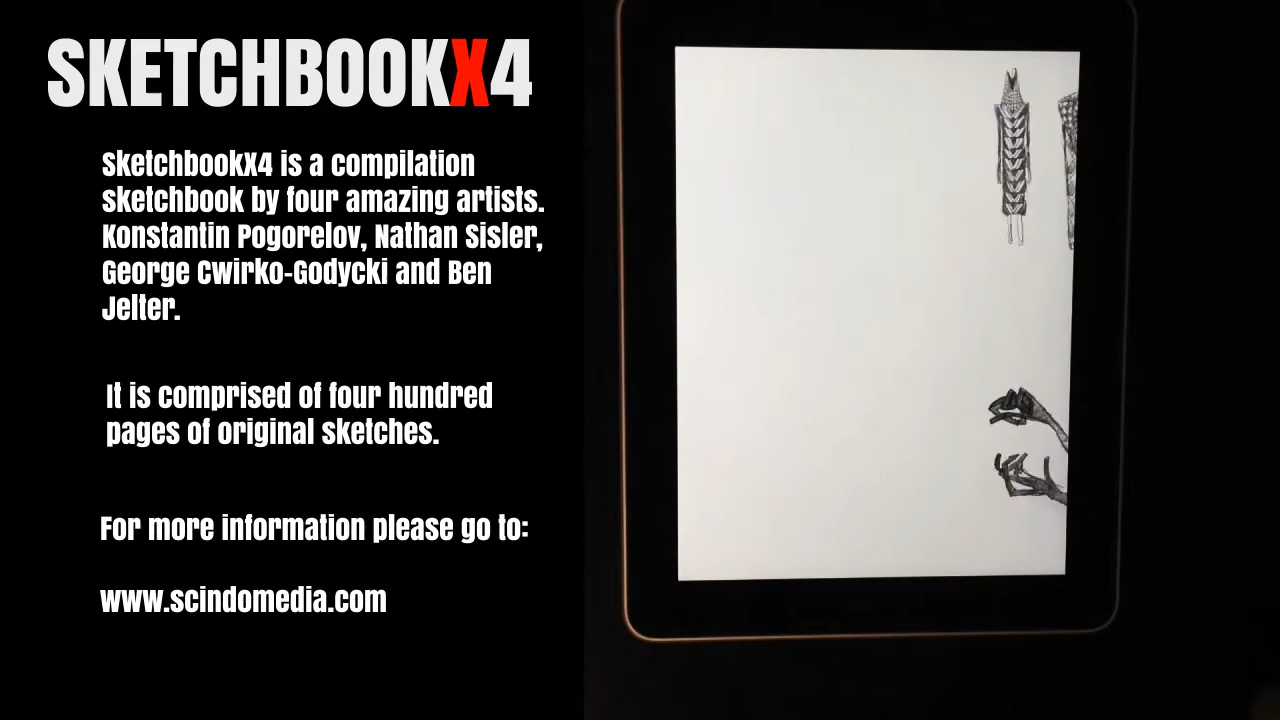 SKETCHBOOKX4
SketchbookX4 is a compilation
sketchbook by four amazing artists.
Konstantin Pogorelov, Nathan Sisler,
George Cwirko-Godycki and Ben
Jelter.
It is comprised of four hundred
pages of original sketches.
For more information please go to:
www.scindomedia.com